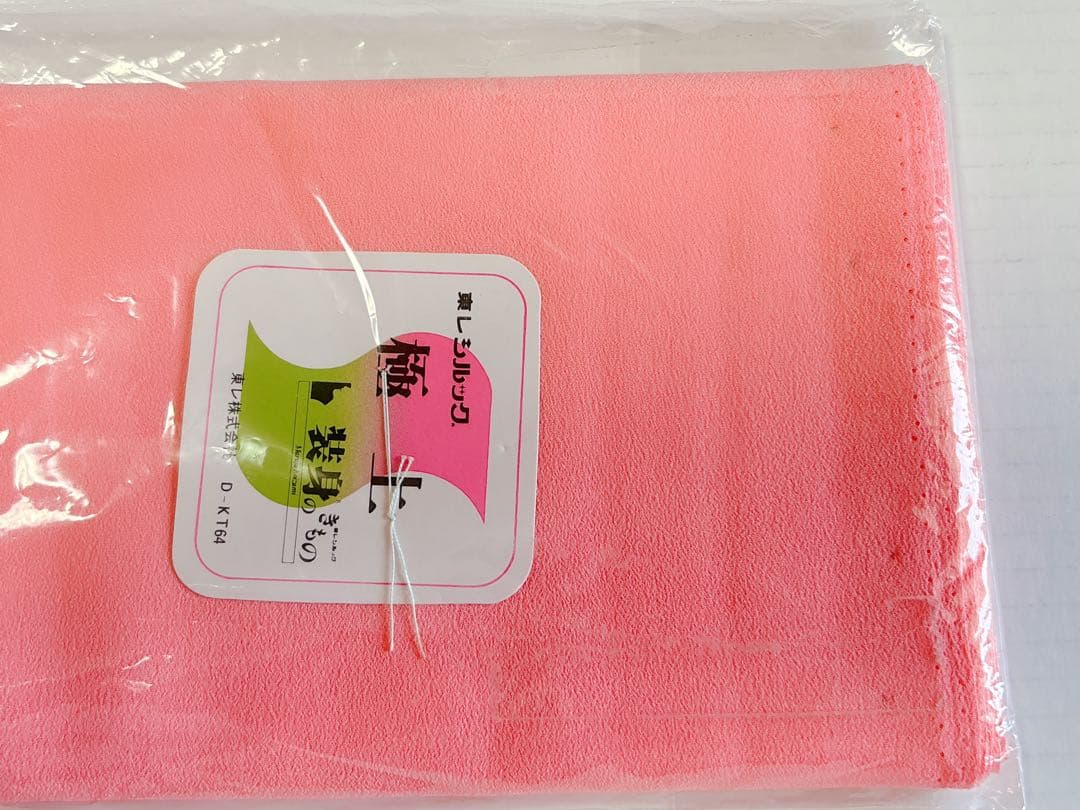 東レシルック
極上
装身のきもの
東レ株式会社 D-KT64